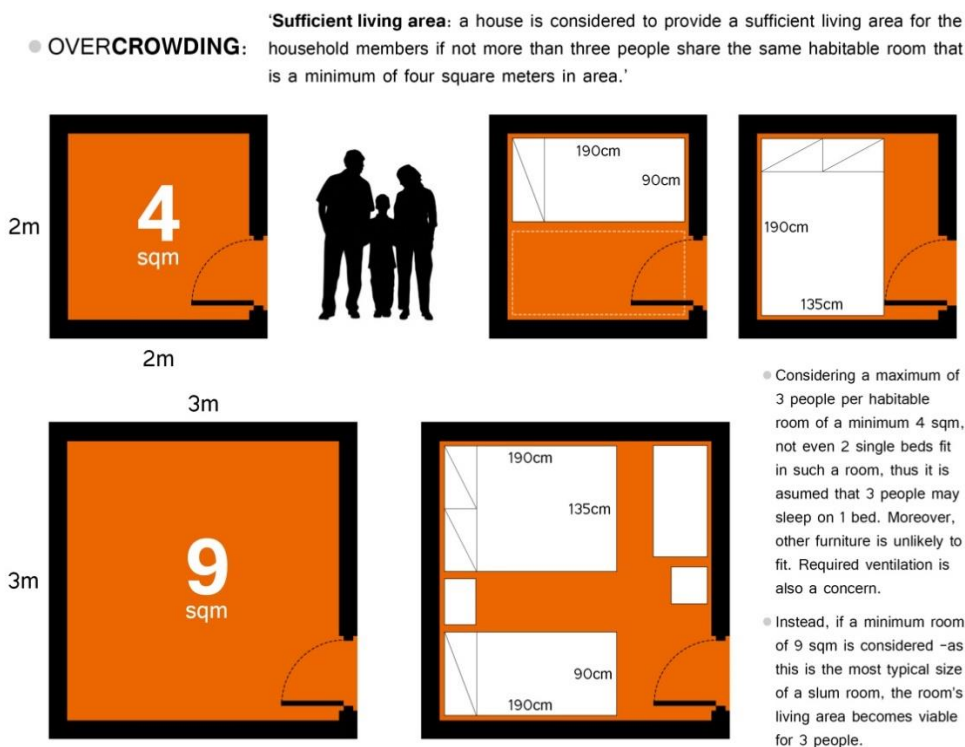 'Sufficient living area: a house is considered to provide a sufficient living area for the
OVERCROWDING: household members if not more than three people share the same habitable room that
is a minimum of four square meters in area.'
4
sqm
2m
2m
190cm
90cm
190cm
135cm
3m
9
sqm
3m
190cm
135cm
90cm
190cm
Considering a maximum of
3 people per habitable
room of a minimum 4 sqm,
not even 2 single beds fit
in such a room, thus it is
asumed that 3 people may
sleep on 1 bed. Moreover,
other furniture is unlikely to
fit. Required ventilation is
also a concern.
Instead, if a minimum room
of 9 sqm is considered -as
this is the most typical size
of a slum room, the room's
living area becomes viable
for 3 people.